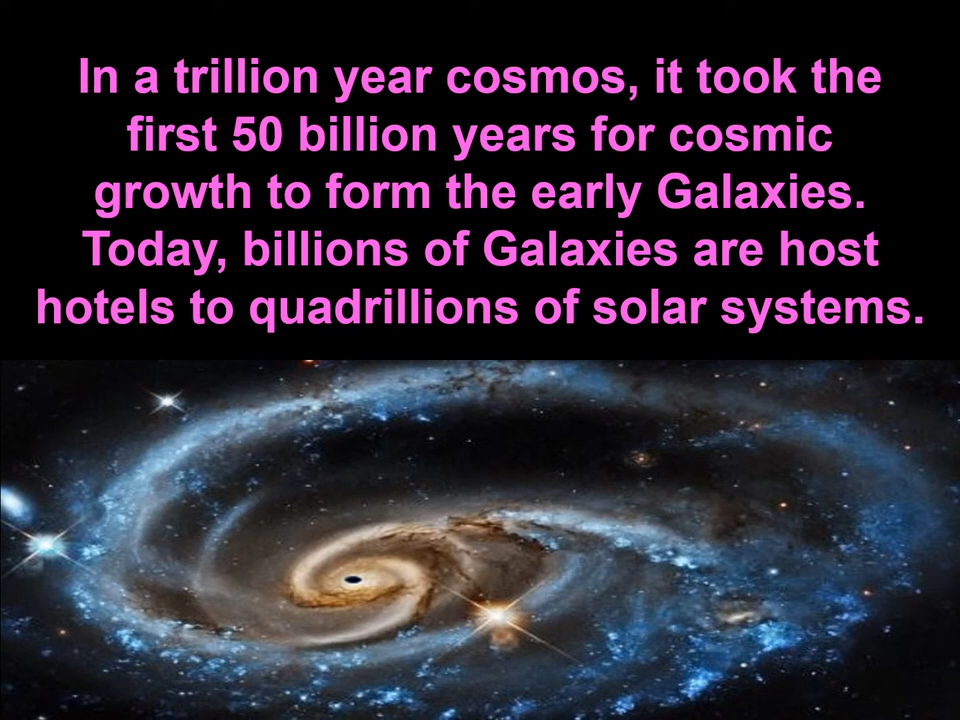 In a trillion year cosmos, it took the
first 50 billion years for cosmic
growth to form the early Galaxies.
Today, billions of Galaxies are host
hotels to quadrillions of solar systems.